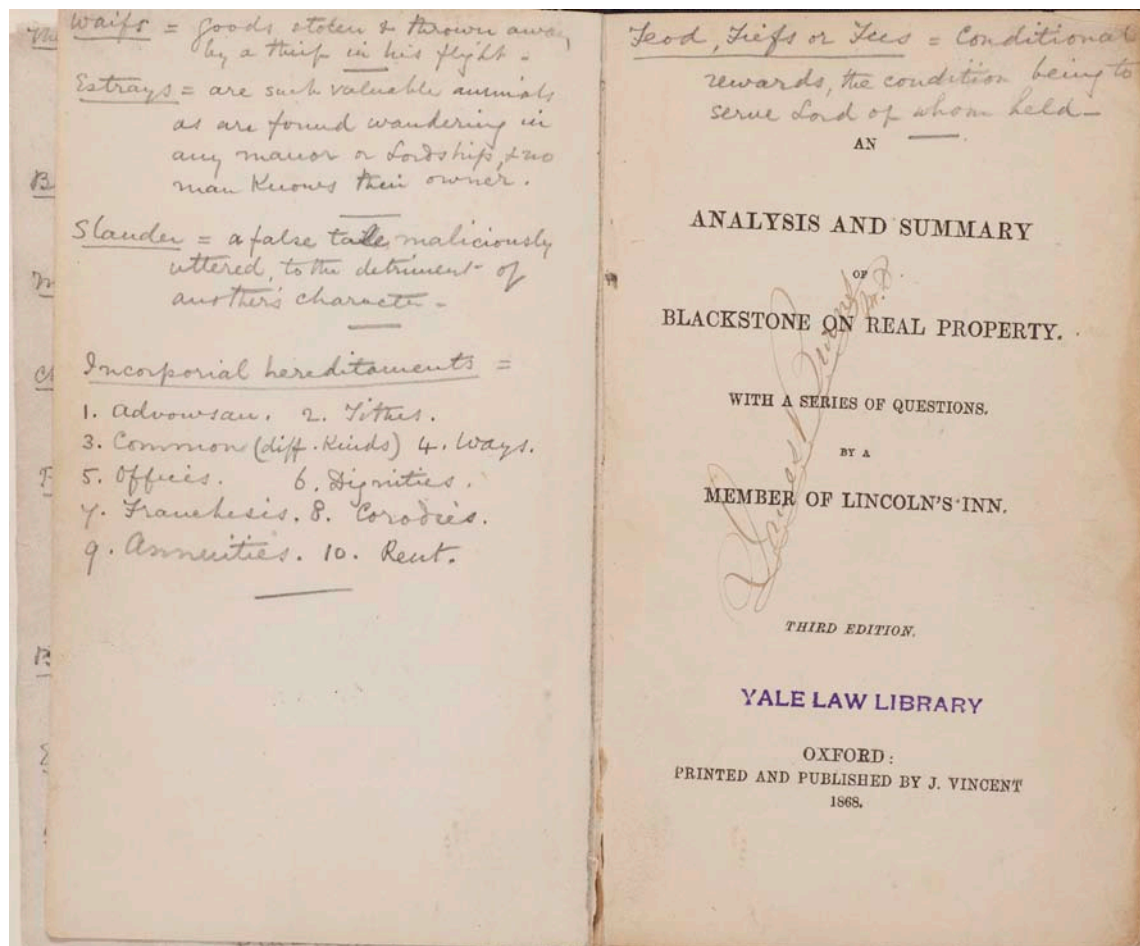 Waifs = goods stolen & thrown away
by a thief in his flight -
Estrays = are such valuable animals
as are found wandering in
any manor or Lordship, & no
man knows their owner.
Slander = a false tale, maliciously
uttered, to the detriment of
another's character -
Incorporial hereditaments =
1. Advowsan. 2. Tithes.
3. Common (diff. kinds) 4. Ways.
5. Offices. 6. Dignities.
7. Franchesis. 8. Corodies.
9. Annuities. 10. Rent.
Feod, Fiefs or Fees = Conditional
rewards, the condition being to
serve Lord of whom held -
AN
ANALYSIS AND SUMMARY
OF
BLACKSTONE ON REAL PROPERTY.
WITH A SERIES OF QUESTIONS.
BY A
MEMBER OF LINCOLN'S INN.
THIRD EDITION.
YALE LAW LIBRARY
OXFORD:
PRINTED AND PUBLISHED BY J. VINCENT
1868.